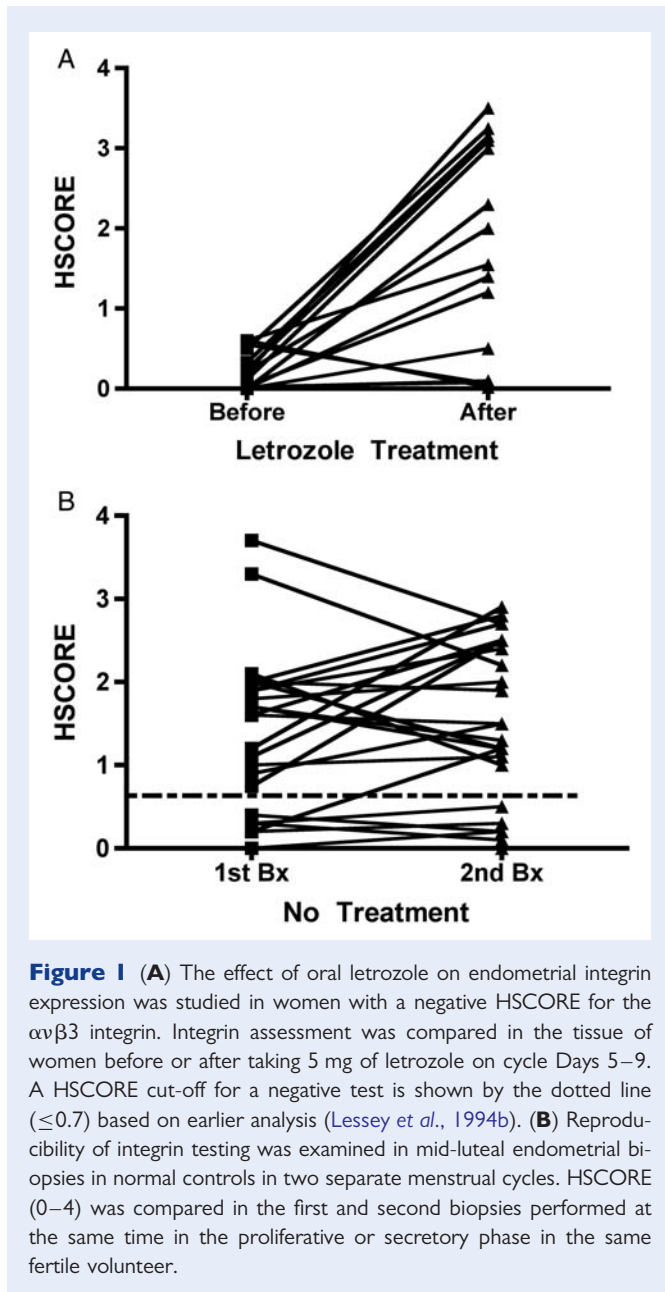 A
4
3
2
1
0
HSCORE
Before
After
Letrozole Treatment
B
4
3
2
1
0
HSCORE
1st Bx
2nd Bx
No Treatment
Figure 1 (A) The effect of oral letrozole on endometrial integrin
expression was studied in women with a negative HSCORE for the
ανβ3 integrin. Integrin assessment was compared in the tissue of
women before or after taking 5 mg of letrozole on cycle Days 5–9.
A HSCORE cut-off for a negative test is shown by the dotted line
(≤0.7) based on earlier analysis (Lessey et al., 1994b). (B) Reprodu-
cibility of integrin testing was examined in mid-luteal endometrial bi-
opsies in normal controls in two separate menstrual cycles. HSCORE
(0–4) was compared in the first and second biopsies performed at
the same time in the proliferative or secretory phase in the same
fertile volunteer.